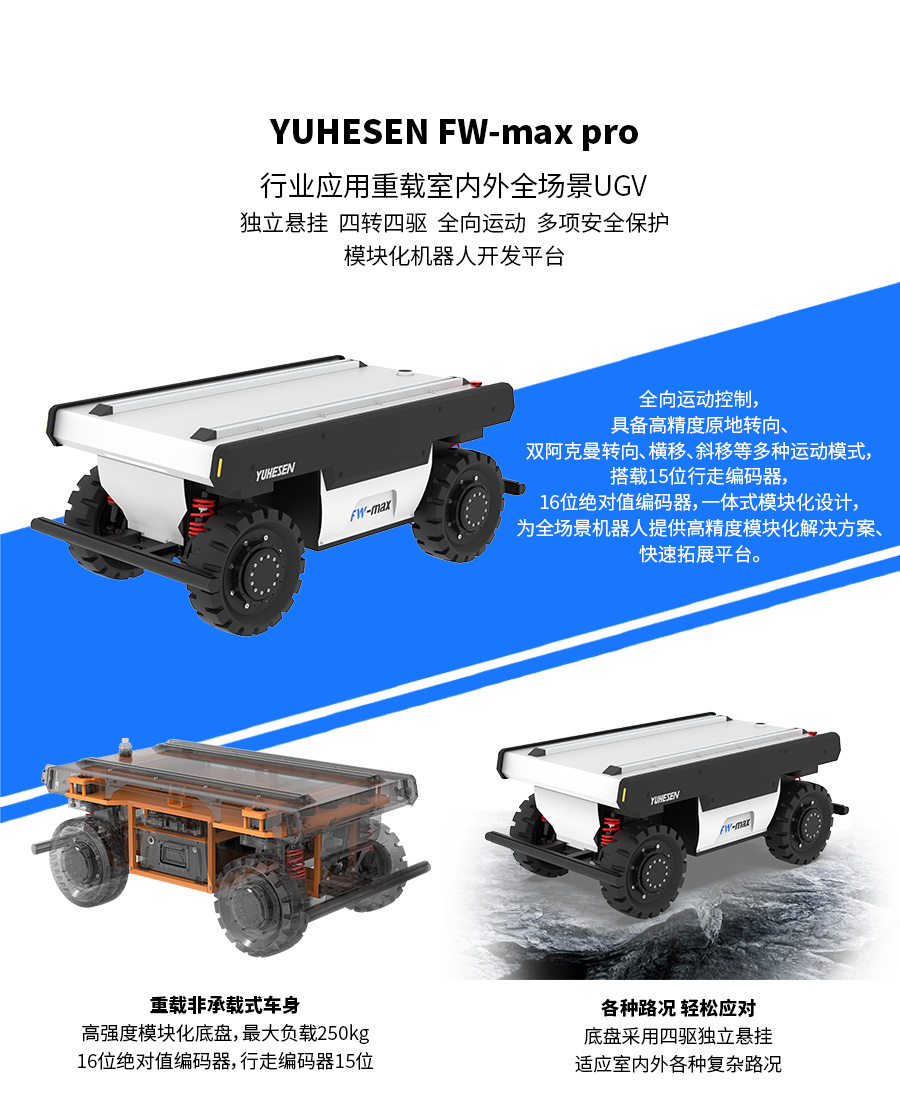 YUHESEN FW-max pro
行业应用重载室内外全场景UGV
独立悬挂 四转四驱 全向运动 多项安全保护
模块化机器人开发平台
全向运动控制，
具备高精度原地转向、
双阿克曼转向、横移、斜移等多种运动模式，
搭载15位行走编码器，
16位绝对值编码器，一体式模块化设计，
为全场景机器人提供高精度模块化解决方案、
快速拓展平台。
YUHESEN
FW-max
YUHESEN
FW-max
重载非承载式车身
高强度模块化底盘，最大负载250kg
16位绝对值编码器，行走编码器15位
各种路况 轻松应对
底盘采用四驱独立悬挂
适应室内外各种复杂路况